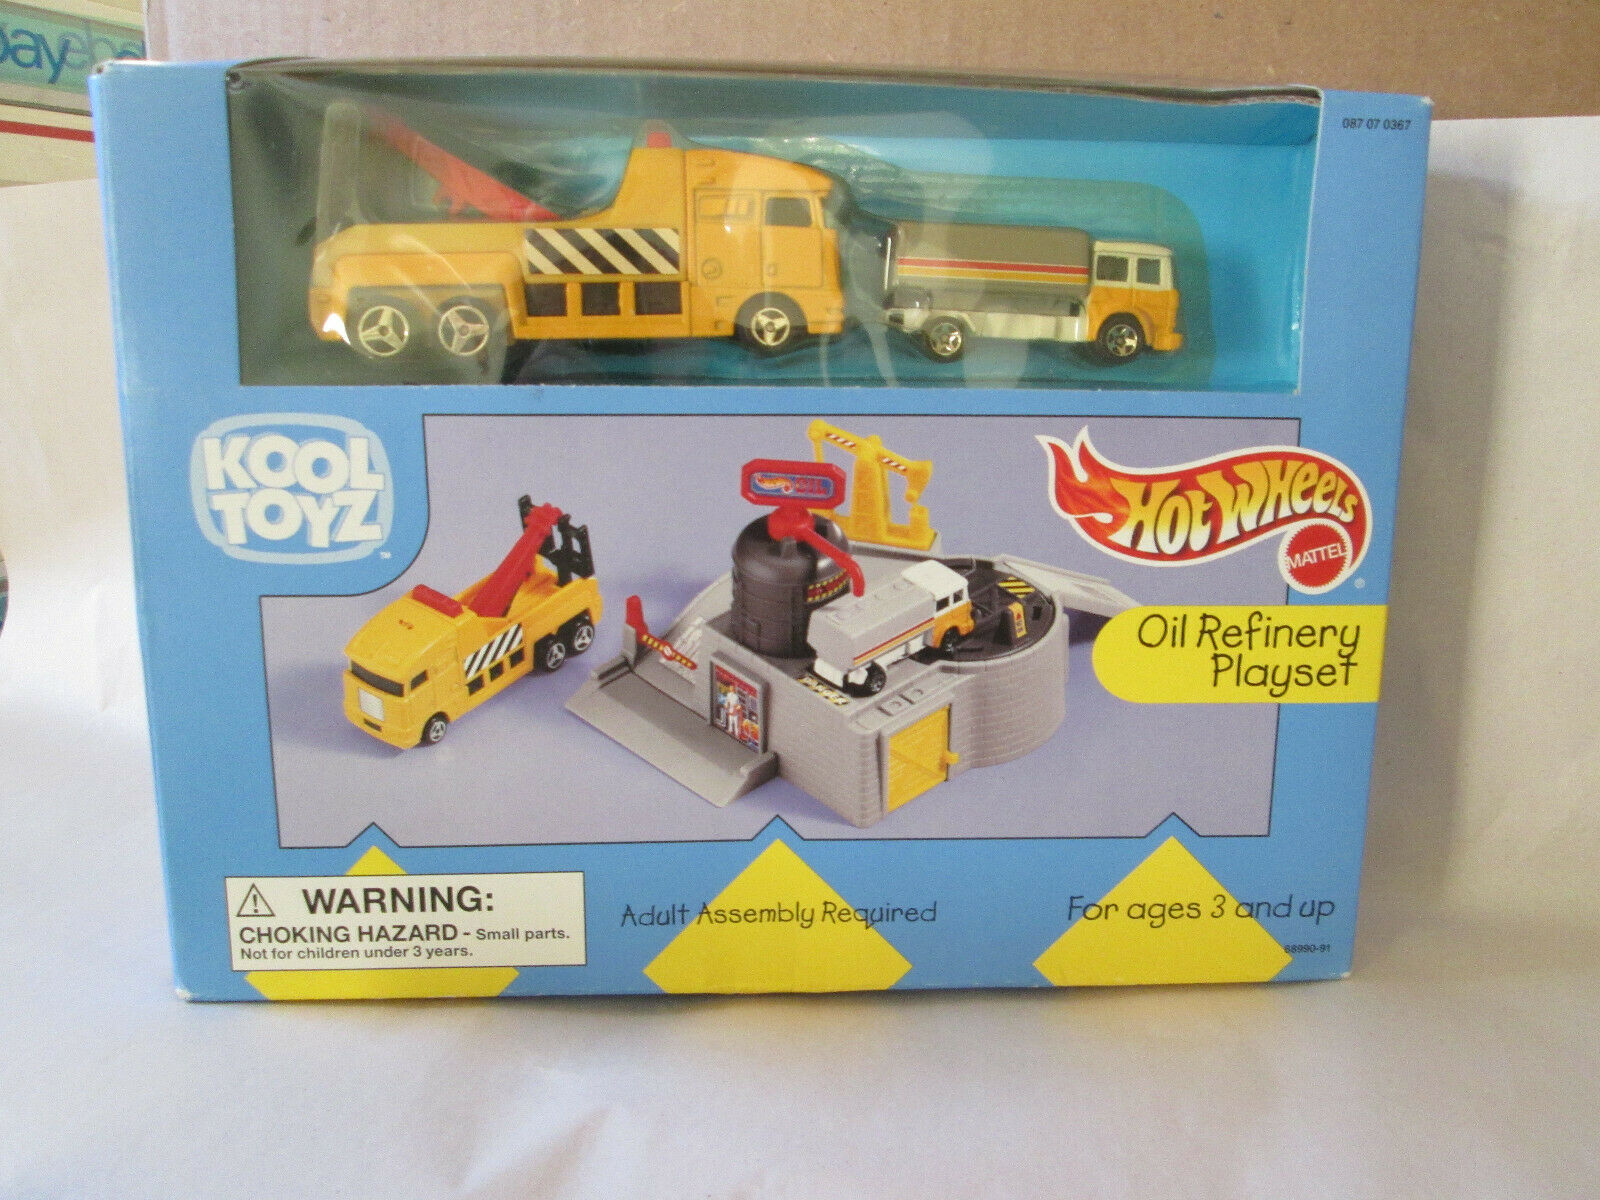 087 07 0367
KOOL
TOYZ
TM
HOT WHEELS
MATTEL
®
Oil Refinery
Playset
WARNING:
CHOKING HAZARD - Small parts.
Not for children under 3 years.
Adult Assembly Required
For ages 3 and up
68990-91